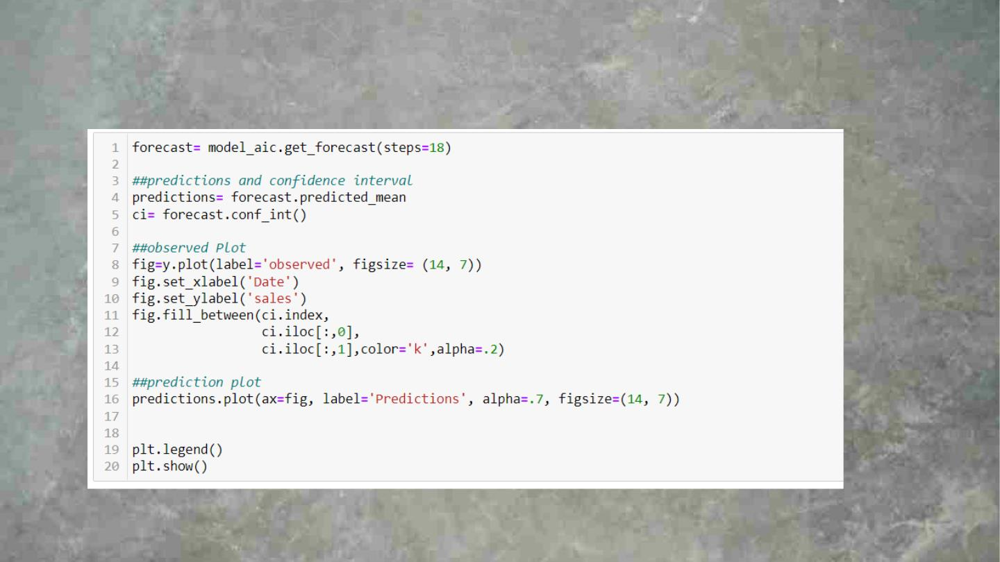 1 forecast= model_aic.get_forecast(steps=18)
2
3 ##predictions and confidence interval
4 predictions= forecast.predicted_mean
5 ci= forecast.conf_int()
6
7 ##observed Plot
8 fig=y.plot(label='observed', figsize= (14, 7))
9 fig.set_xlabel('Date')
10 fig.set_ylabel('sales')
11 fig.fill_between(ci.index,
12                  ci.iloc[:,0],
13                  ci.iloc[:,1],color='k',alpha=.2)
14
15 ##prediction plot
16 predictions.plot(ax=fig, label='Predictions', alpha=.7, figsize=(14, 7))
17
18
19 plt.legend()
20 plt.show()